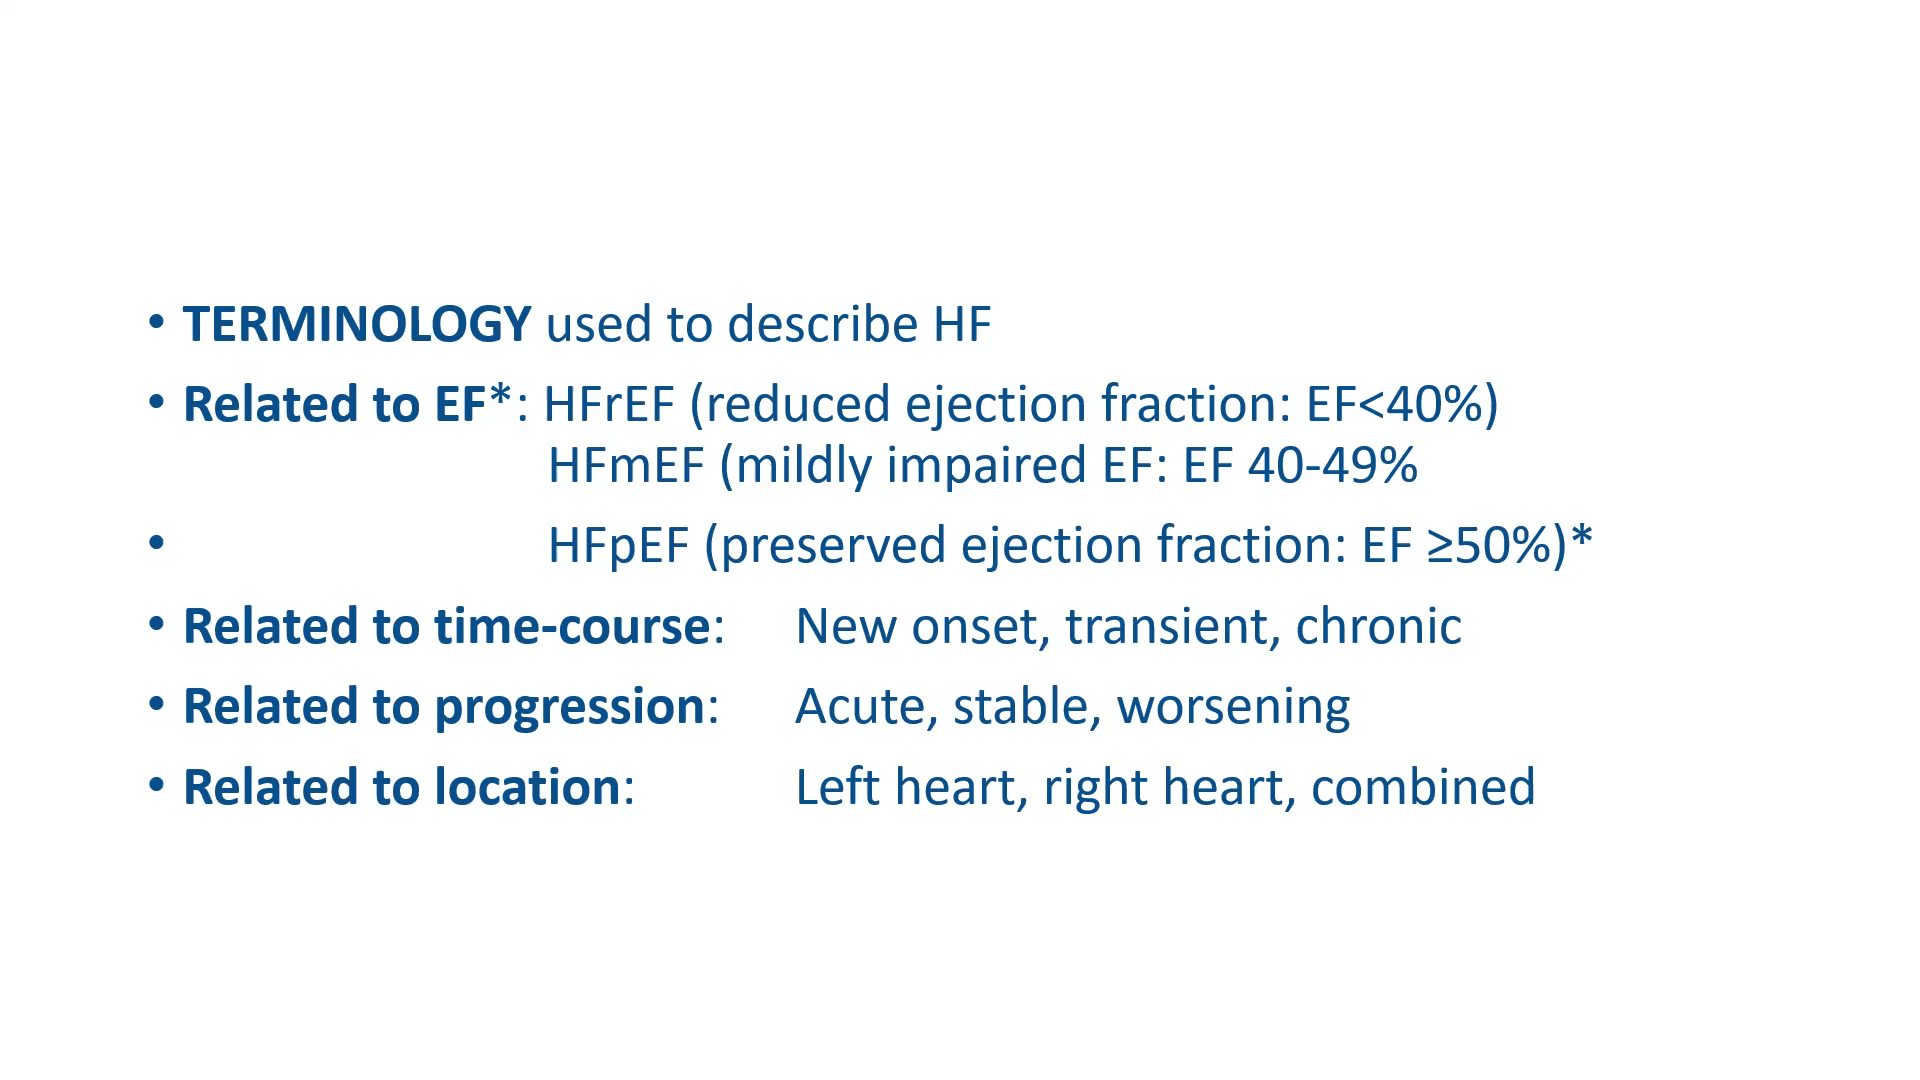 • TERMINOLOGY used to describe HF
• Related to EF*: HFrEF (reduced ejection fraction: EF<40%)
HFmEF (mildly impaired EF: EF 40-49%
• HFpEF (preserved ejection fraction: EF ≥50%)*
• Related to time-course: New onset, transient, chronic
• Related to progression: Acute, stable, worsening
• Related to location: Left heart, right heart, combined